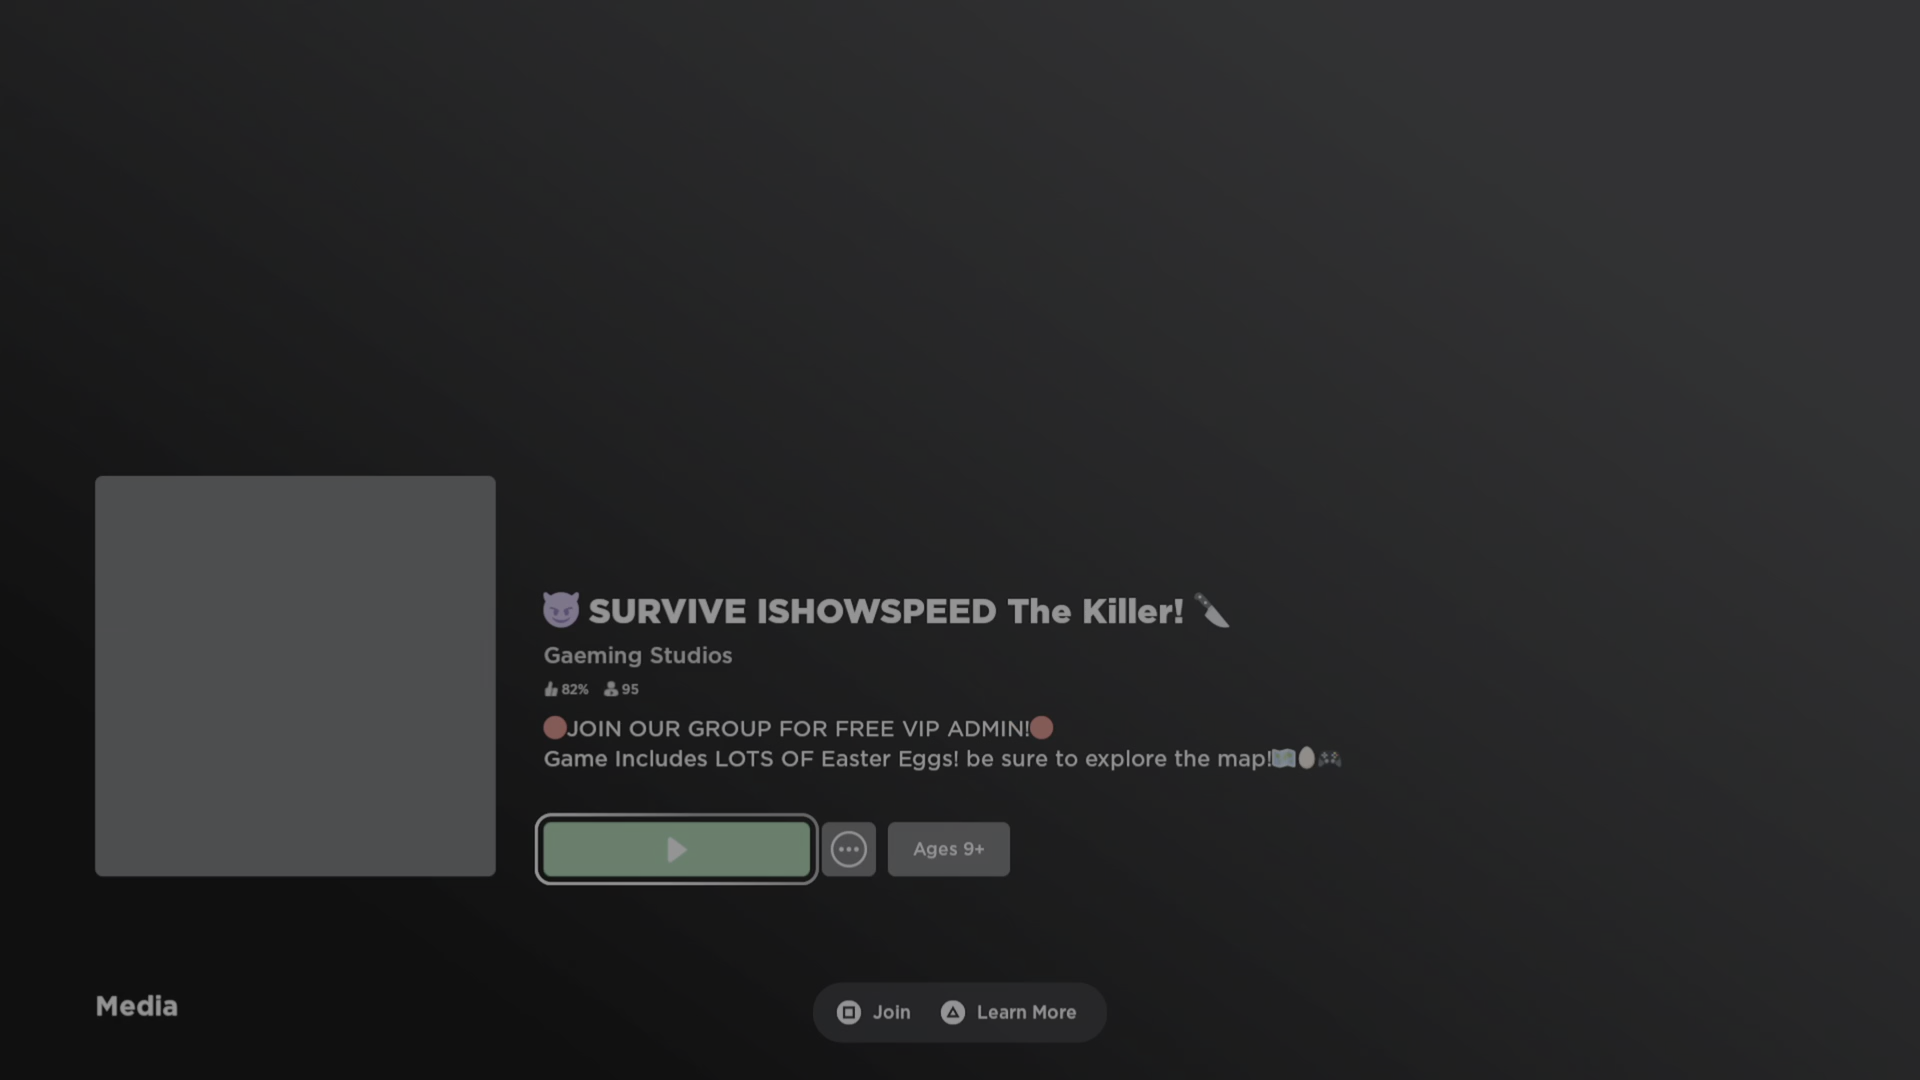 😈 SURVIVE ISHOWSPEED The Killer! 🔪
Gaeming Studios
82% 95
🔴JOIN OUR GROUP FOR FREE VIP ADMIN!🔴
Game Includes LOTS OF Easter Eggs! be sure to explore the map!🗺️🥚🎮
Ages 9+
Media
Join Learn More